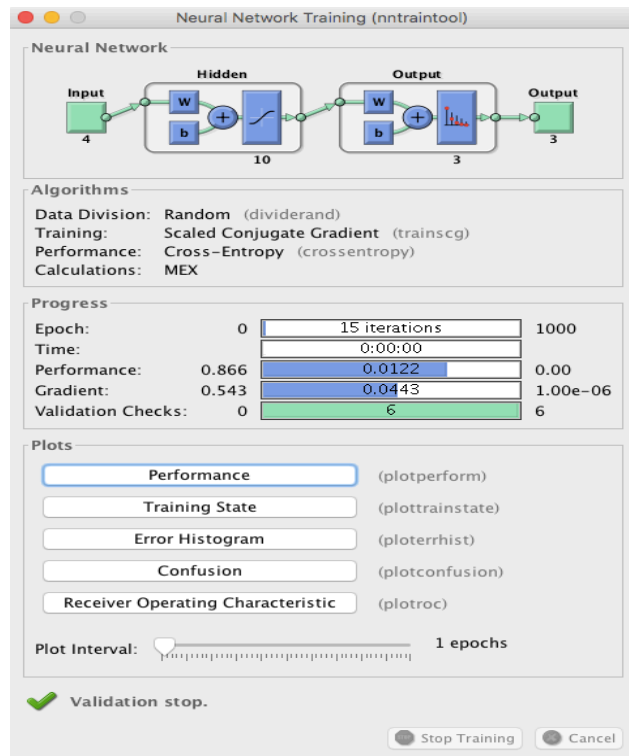 Neural Network Training (nntraintool)
Neural Network
Hidden Output
Input Output
W W
b b
+ +
4 10 3 3
Algorithms
Data Division: Random (dividerand)
Training: Scaled Conjugate Gradient (trainscg)
Performance: Cross-Entropy (crossentropy)
Calculations: MEX
Progress
Epoch: 0 15 iterations 1000
Time: 0:00:00
Performance: 0.866 0.0122 0.00
Gradient: 0.543 0.0443 1.00e-06
Validation Checks: 0 6 6
Plots
Performance (plotperform)
Training State (plottrainstate)
Error Histogram (ploterrhist)
Confusion (plotconfusion)
Receiver Operating Characteristic (plotroc)
Plot Interval: 1 epochs
Validation stop.
Stop Training Cancel